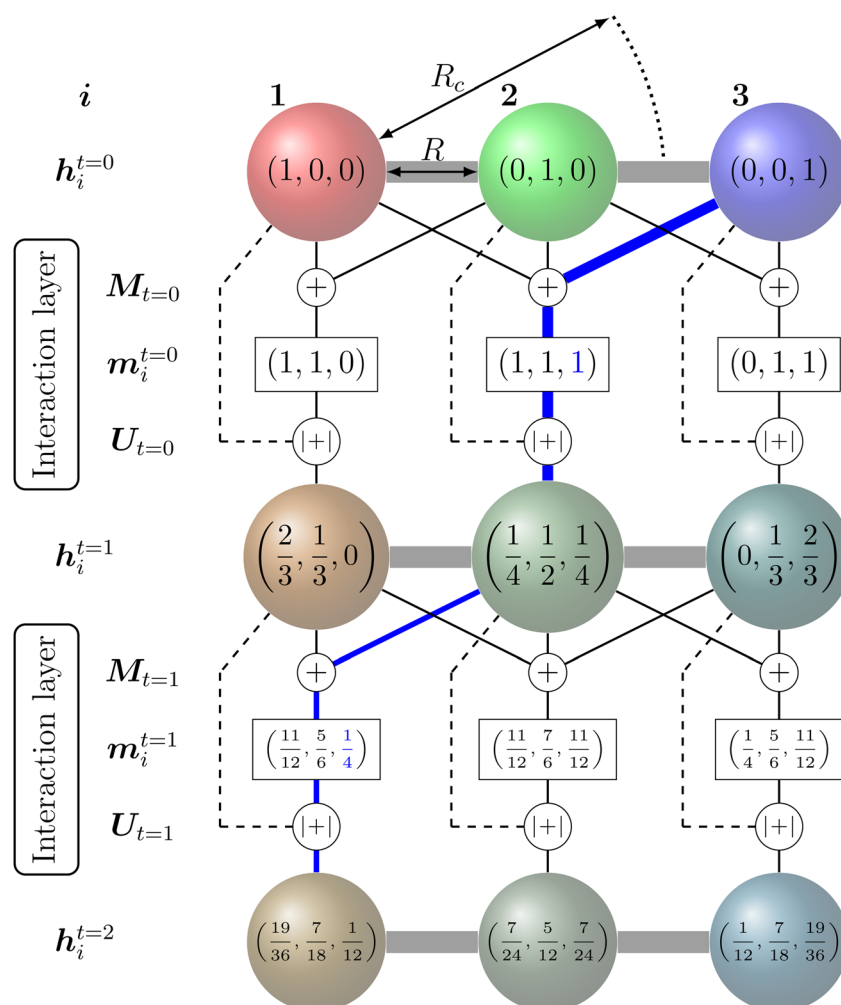 R_c
i 1 2 3
h_i^{t=0} (1, 0, 0) R (0, 1, 0) (0, 0, 1)
Interaction layer
M_{t=0} + + +
m_i^{t=0} (1, 1, 0) (1, 1, 1) (0, 1, 1)
U_{t=0} |+| |+| |+|
h_i^{t=1} (2/3, 1/3, 0) (1/4, 1/2, 1/4) (0, 1/3, 2/3)
Interaction layer
M_{t=1} + + +
m_i^{t=1} (11/12, 5/6, 1/4) (11/12, 7/6, 11/12) (1/4, 5/6, 11/12)
U_{t=1} |+| |+| |+|
h_i^{t=2} (19/36, 7/18, 1/12) (7/24, 5/12, 7/24) (1/12, 7/18, 19/36)